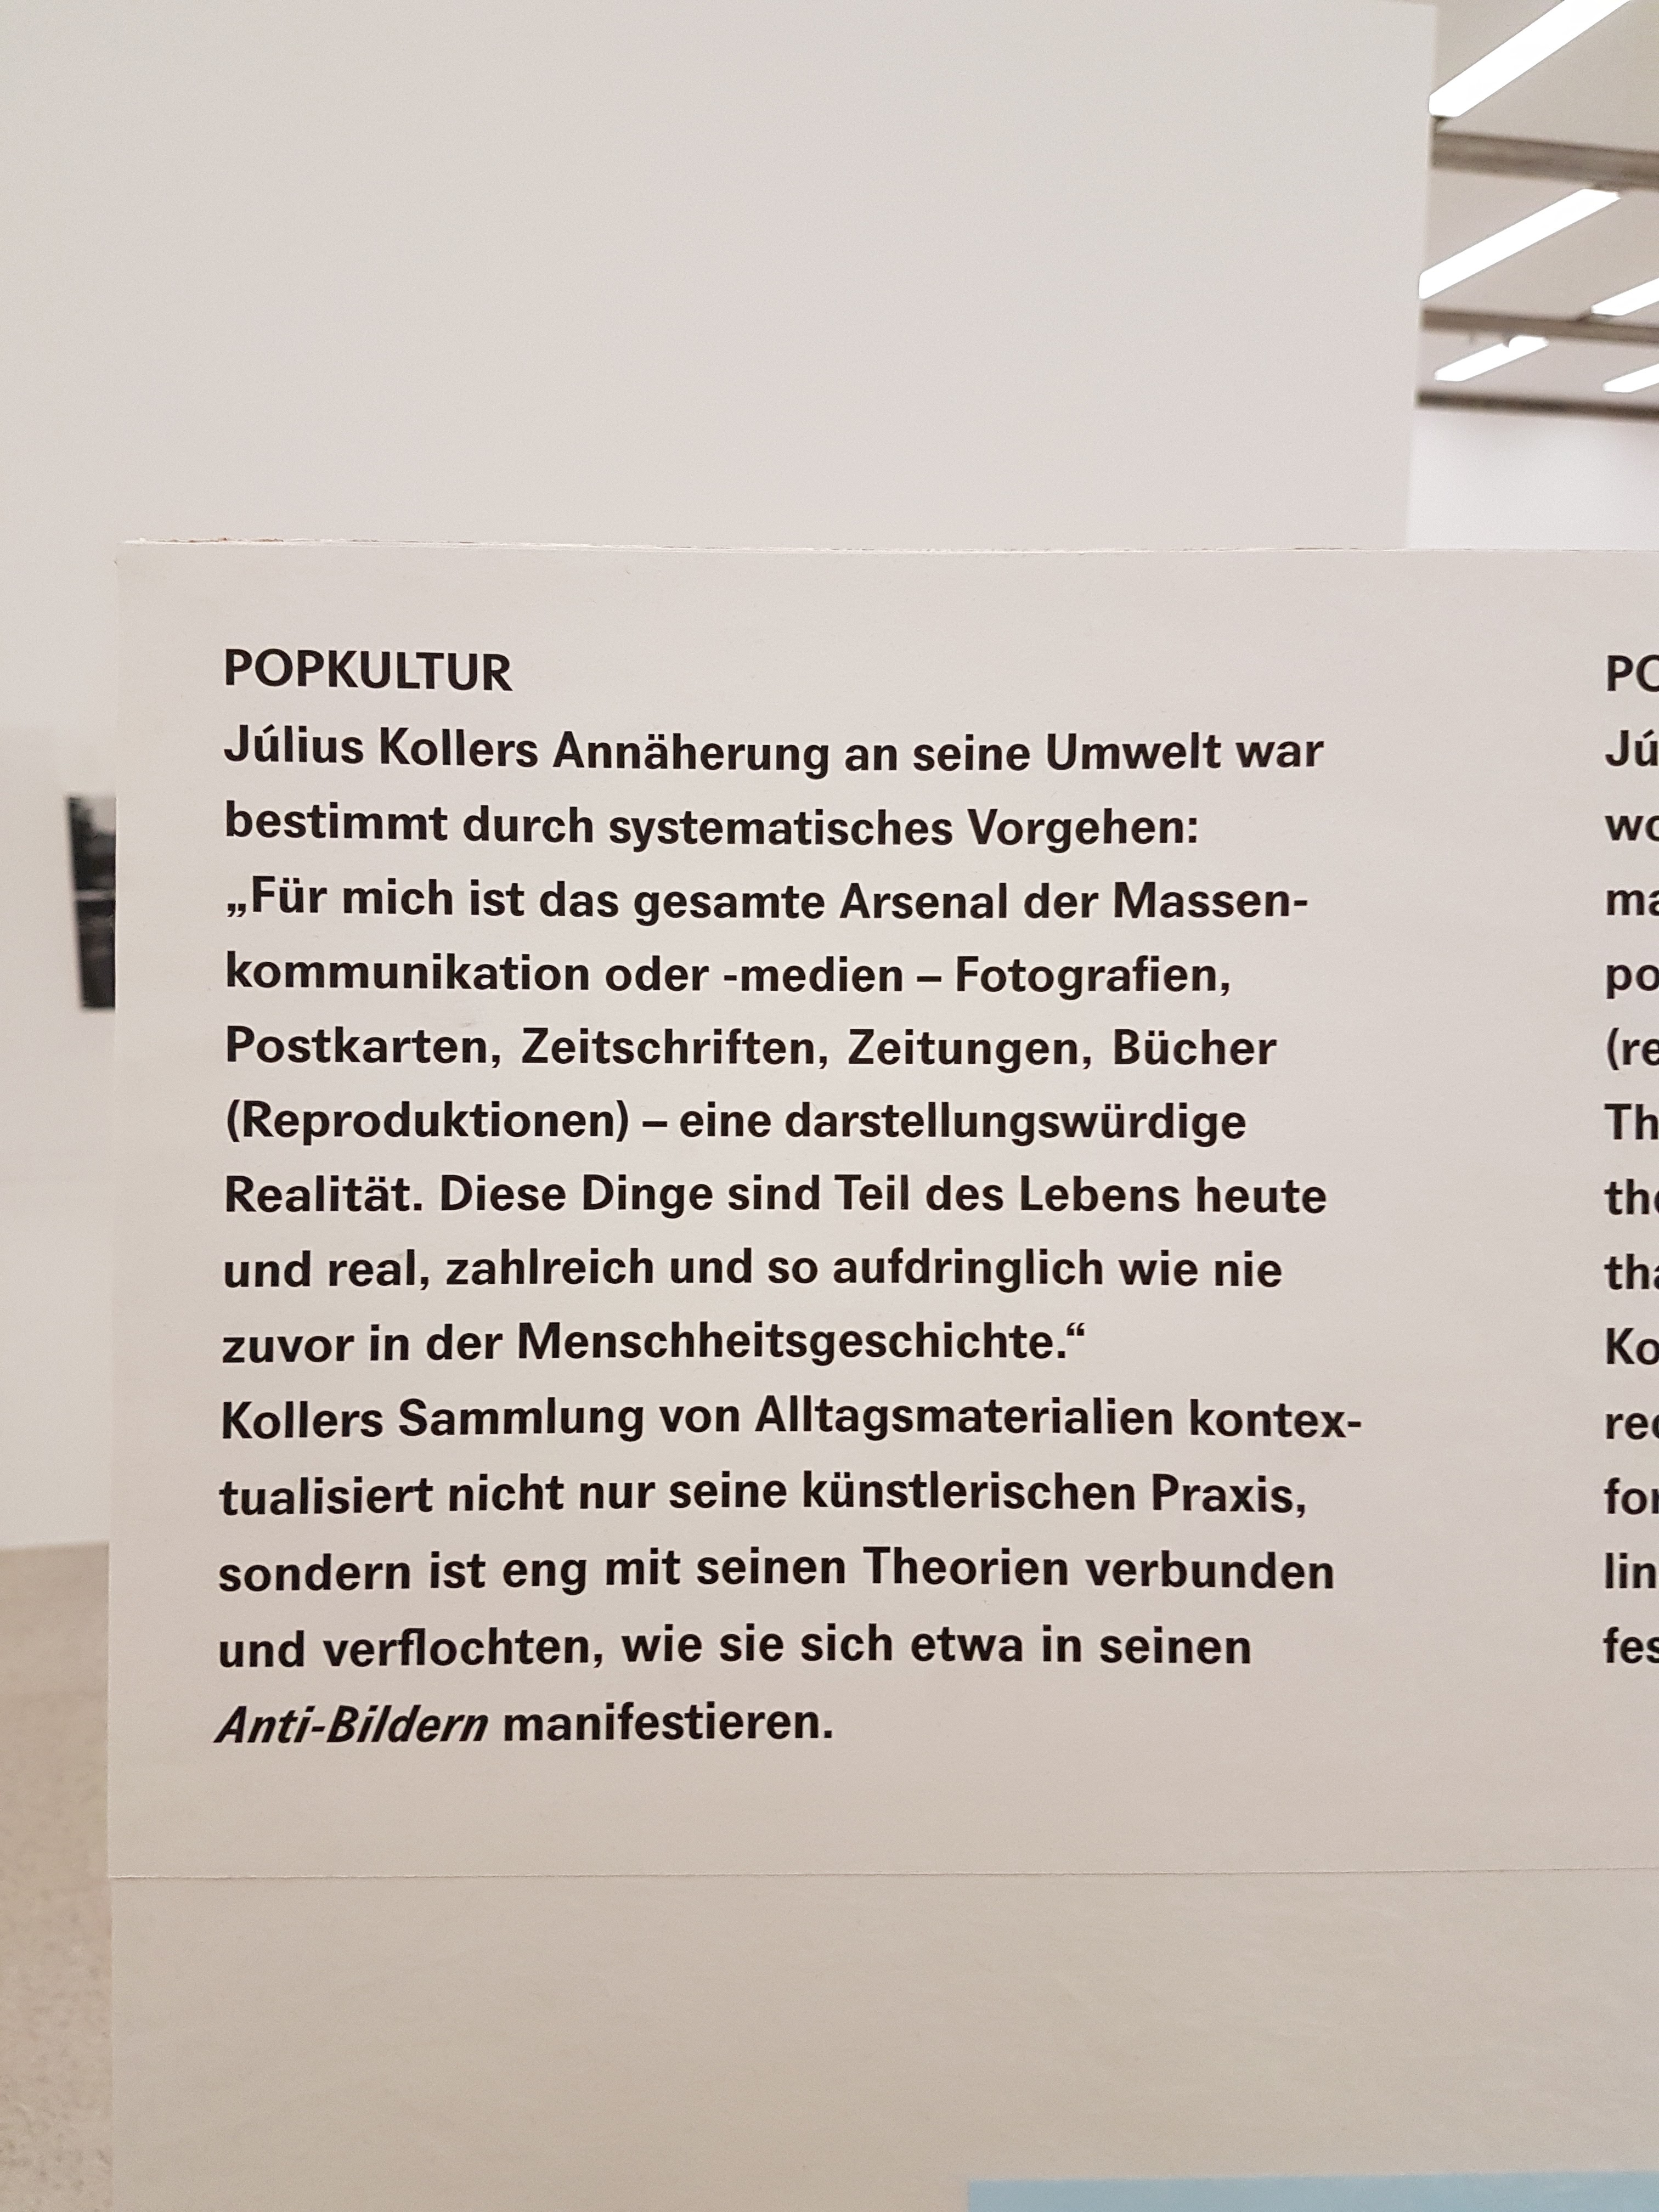 POPKULTUR
Július Kollers Annäherung an seine Umwelt war
bestimmt durch systematisches Vorgehen:
„Für mich ist das gesamte Arsenal der Massen-
kommunikation oder -medien – Fotografien,
Postkarten, Zeitschriften, Zeitungen, Bücher
(Reproduktionen) – eine darstellungswürdige
Realität. Diese Dinge sind Teil des Lebens heute
und real, zahlreich und so aufdringlich wie nie
zuvor in der Menschheitsgeschichte.“
Kollers Sammlung von Alltagsmaterialien kontex-
tualisiert nicht nur seine künstlerischen Praxis,
sondern ist eng mit seinen Theorien verbunden
und verflochten, wie sie sich etwa in seinen
Anti-Bildern manifestieren.